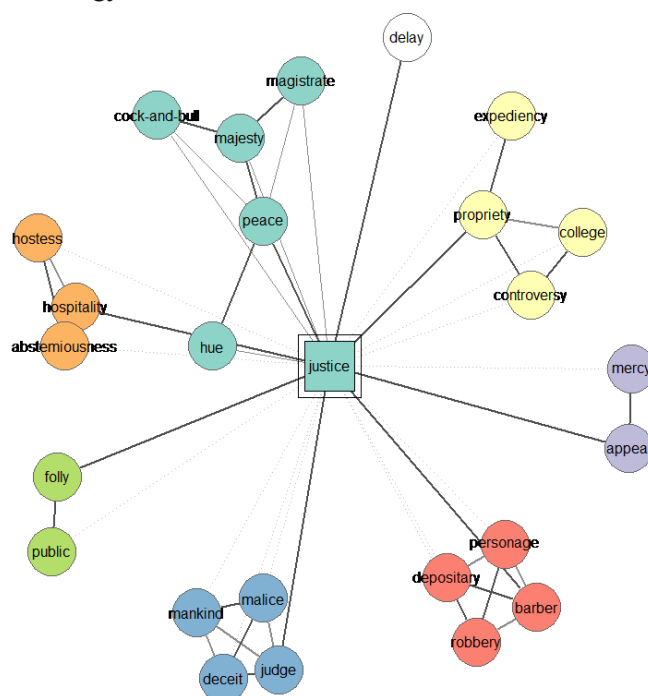 delay
magistrate
cock-and-bull
majesty
expediency
peace
propriety
college
hostess
controversy
hospitality
abstemiousness
hue
justice
mercy
appeal
folly
public
personage
depositary
malice
mankind
barber
robbery
judge
deceit